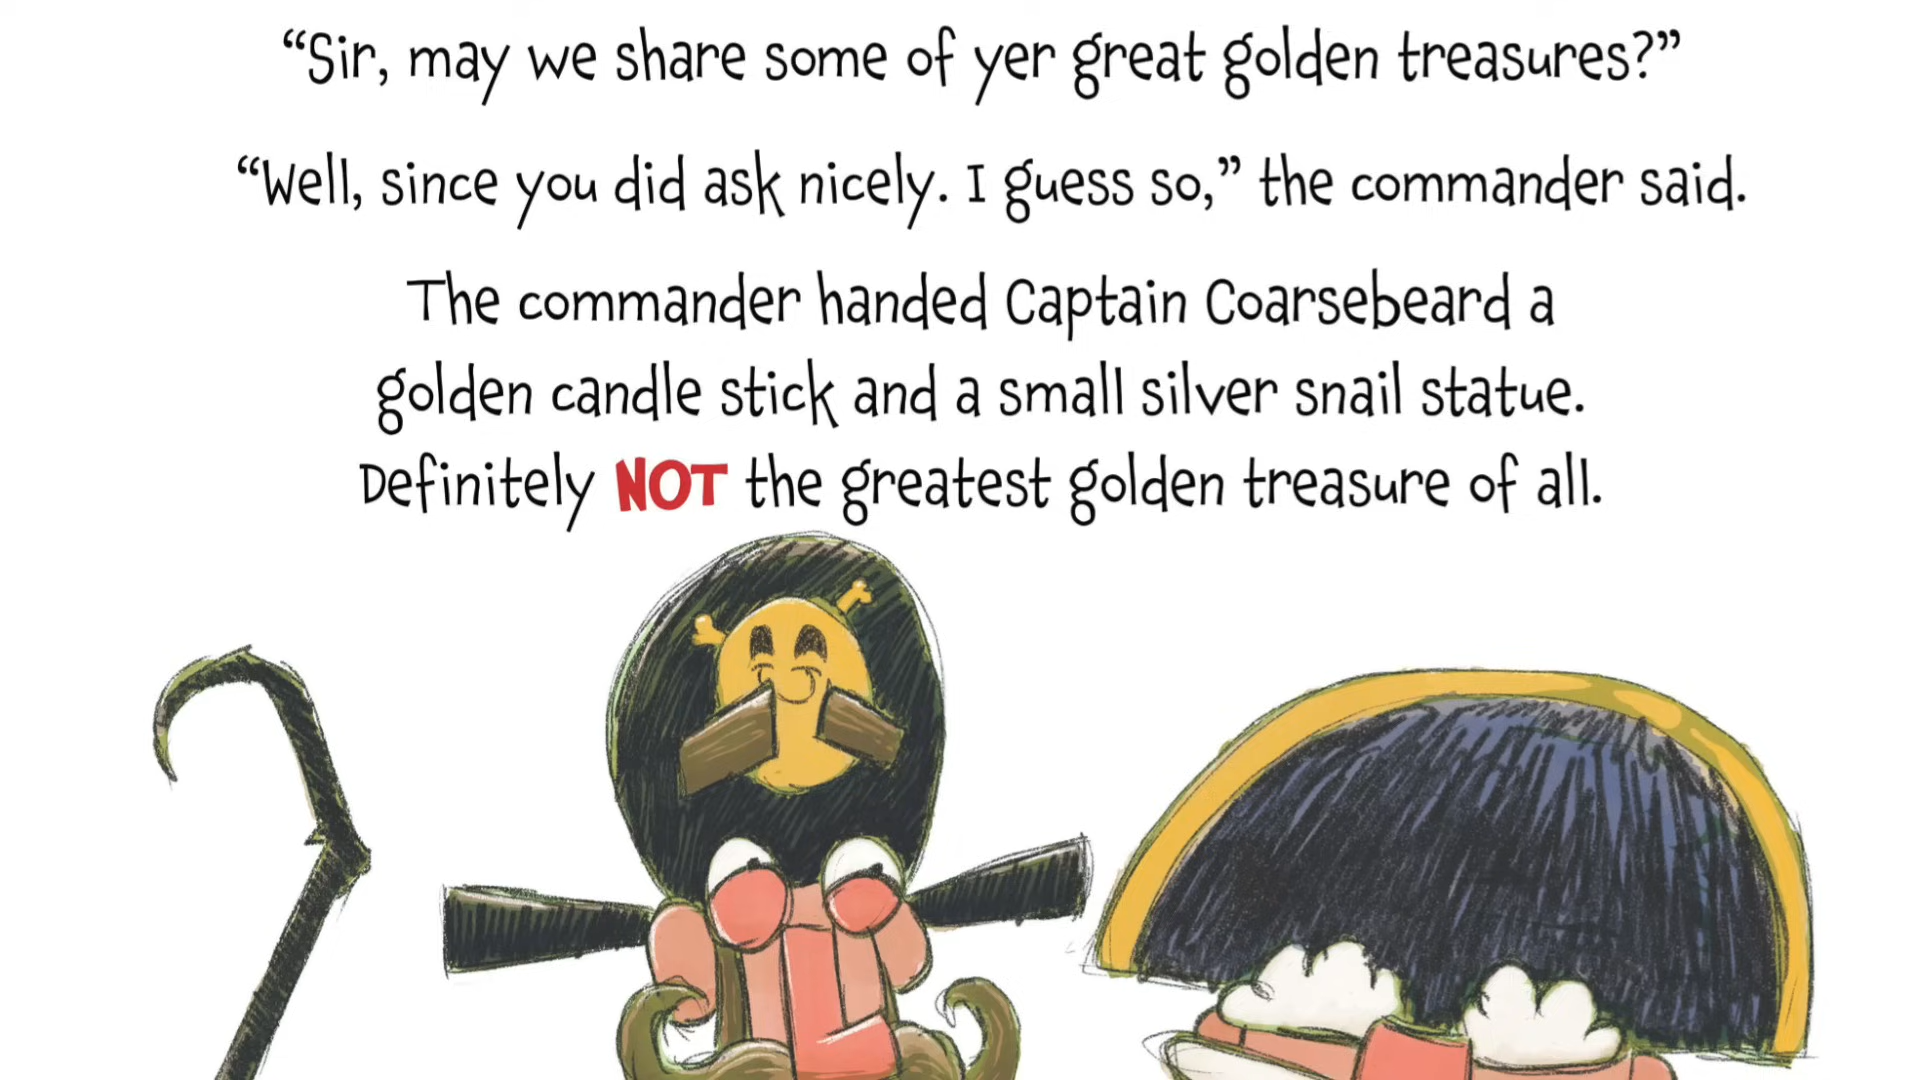 “Sir, may we share some of yer great golden treasures?”
“Well, since you did ask nicely. I guess so,” the commander said.
The commander handed Captain Coarsebeard a
golden candle stick and a small silver snail statue.
Definitely NOT the greatest golden treasure of all.